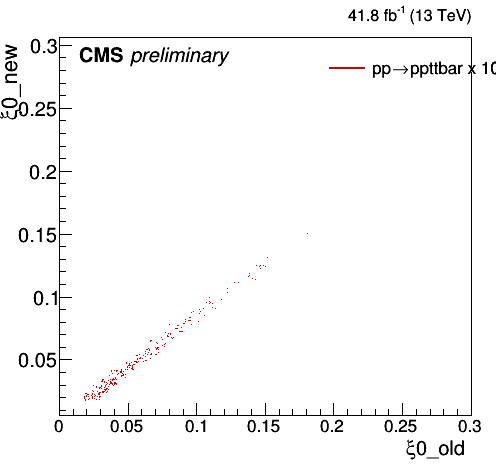 41.8 fb-1 (13 TeV)
ξ0_new
0.3
CMS preliminary
pp→ppttbar x 10
0.25
0.2
0.15
0.1
0.05
0 0.05 0.1 0.15 0.2 0.25 0.3
ξ0_old